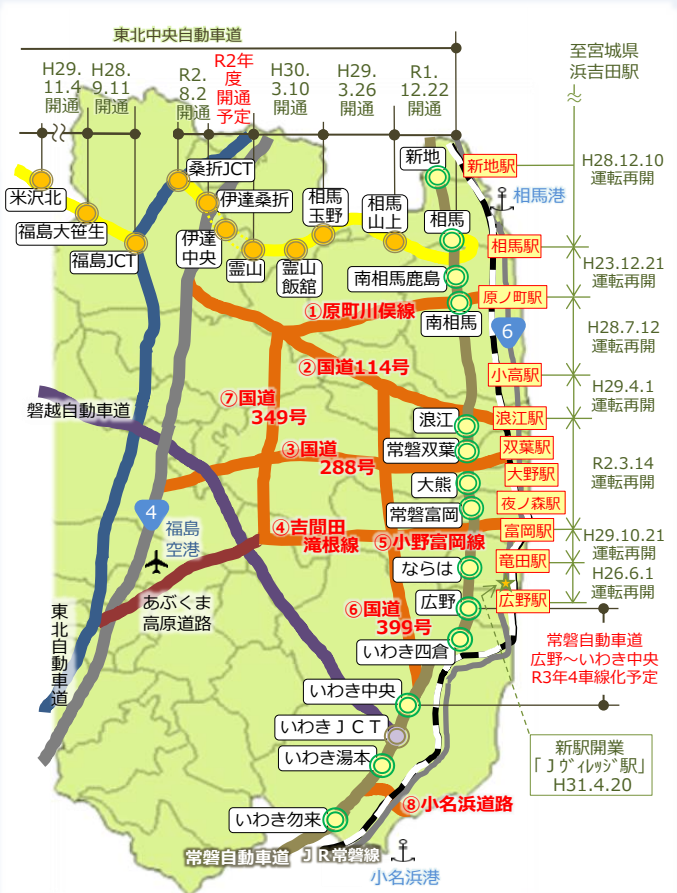 東北中央自動車道
H29.
11.4
開通
H28.
9.11
開通
R2.
8.2
開通
R2年
度
開通
予定
H30.
3.10
開通
H29.
3.26
開通
R1.
12.22
開通
至宮城県
浜吉田駅
新地
新地駅
H28.12.10
運転再開
桑折JCT
米沢北
伊達桑折
相馬
玉野
相馬
山上
相馬
相馬港
福島大笹生
伊達
中央
福島JCT
霊山
霊山
飯舘
相馬駅
H23.12.21
運転再開
南相馬鹿島
原ノ町駅
①原町川俣線
南相馬
6
H28.7.12
運転再開
②国道114号
小高駅
⑦国道
349号
H29.4.1
運転再開
磐越自動車道
浪江
浪江駅
③国道
288号
常磐双葉
双葉駅
大熊
大野駅
R2.3.14
運転再開
常磐富岡
夜ノ森駅
4
福島
空港
④吉間田
滝根線
⑤小野富岡線
富岡駅
H29.10.21
運転再開
ならは
竜田駅
H26.6.1
運転再開
あぶくま
高原道路
⑥国道
399号
広野
広野駅
東北自動車道
いわき四倉
常磐自動車道
広野～いわき中央
R3年4車線化予定
いわき中央
いわきＪＣＴ
いわき湯本
新駅開業
「Ｊヴィレッジ駅」
H31.4.20
いわき勿来
⑧小名浜道路
常磐自動車道
ＪＲ常磐線
小名浜港